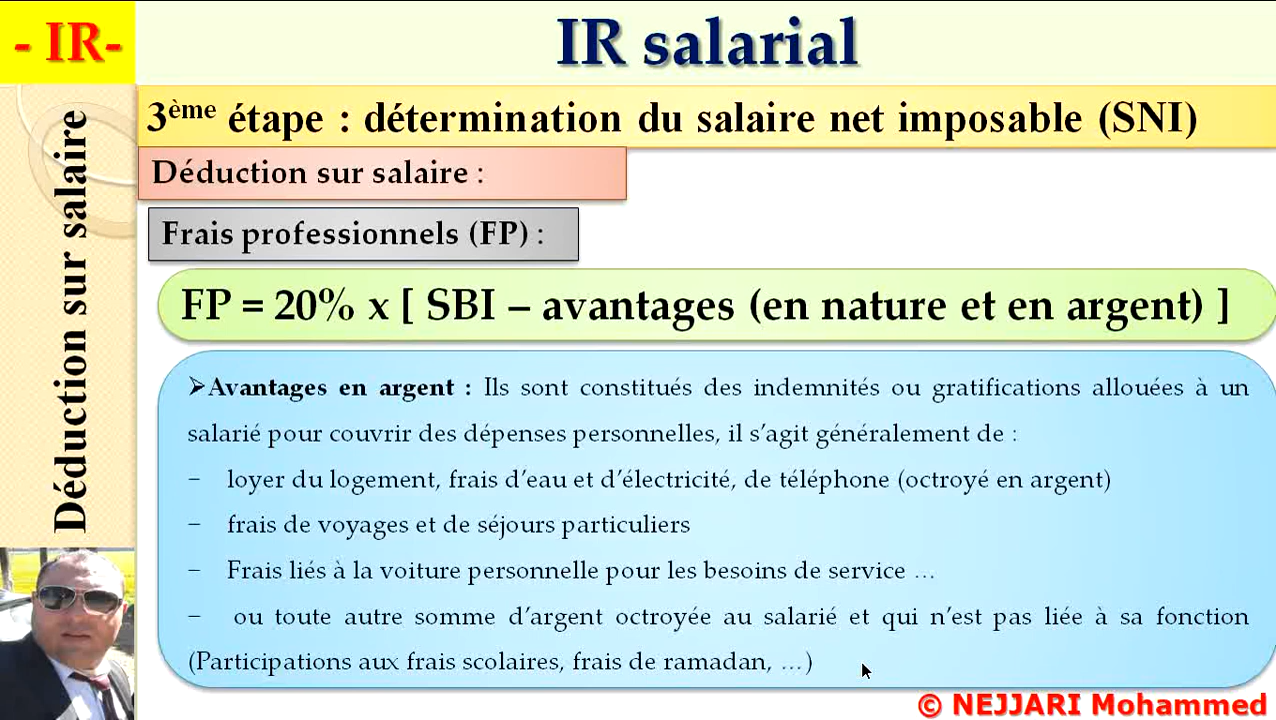 - IR-
IR salarial
Déduction sur salaire
3ème étape : détermination du salaire net imposable (SNI)
Déduction sur salaire :
Frais professionnels (FP) :
FP = 20% x [ SBI – avantages (en nature et en argent) ]
➢Avantages en argent : Ils sont constitués des indemnités ou gratifications allouées à un
salarié pour couvrir des dépenses personnelles, il s’agit généralement de :
− loyer du logement, frais d’eau et d’électricité, de téléphone (octroyé en argent)
− frais de voyages et de séjours particuliers
− Frais liés à la voiture personnelle pour les besoins de service …
− ou toute autre somme d’argent octroyée au salarié et qui n’est pas liée à sa fonction
(Participations aux frais scolaires, frais de ramadan, …)
© NEJJARI Mohammed